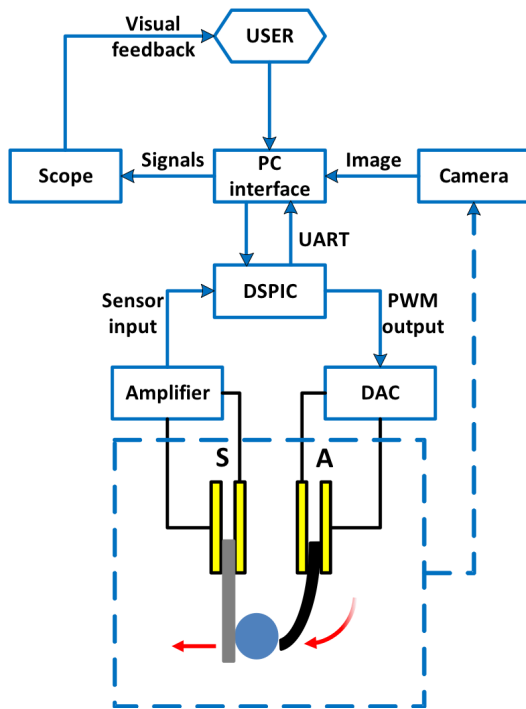 Visual
feedback
USER
Scope
Signals
PC
interface
Image
Camera
UART
Sensor
input
DSPIC
PWM
output
Amplifier
DAC
S
A